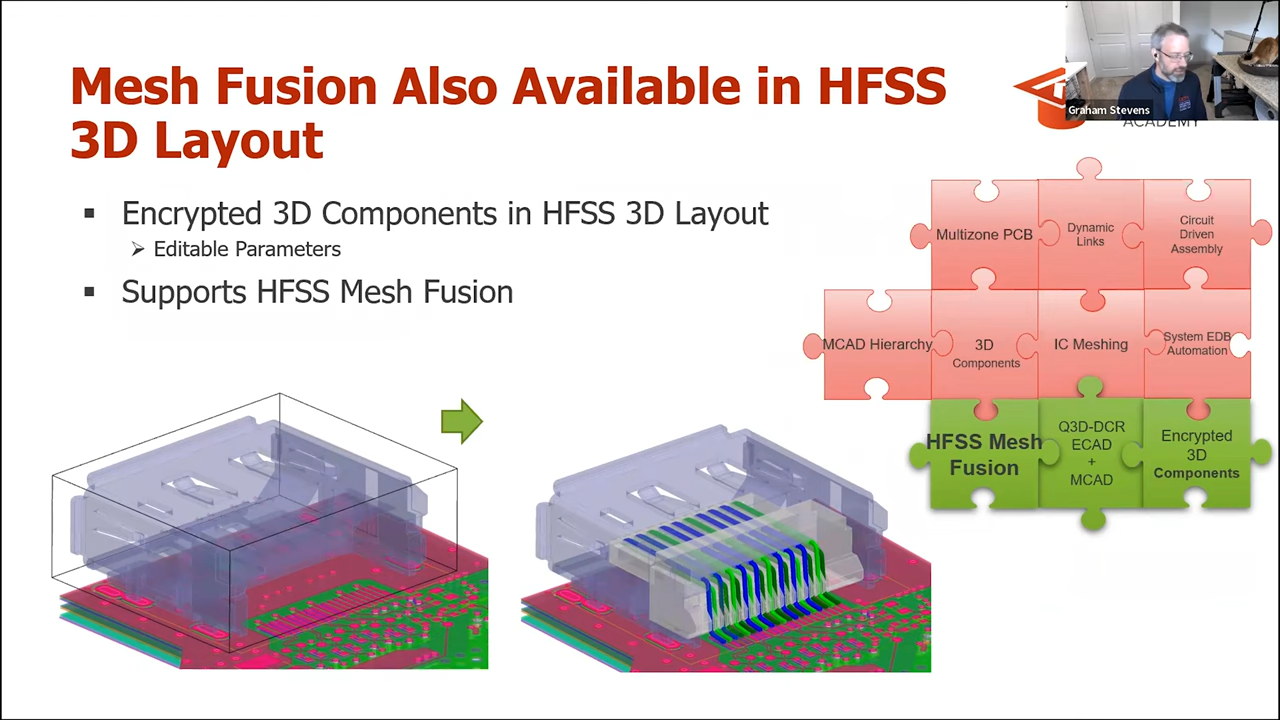 Mesh Fusion Also Available in HFSS
3D Layout
Graham Stevens
ACADEMY
▪ Encrypted 3D Components in HFSS 3D Layout
➢ Editable Parameters
▪ Supports HFSS Mesh Fusion
Multizone PCB
Dynamic
Links
Circuit
Driven
Assembly
MCAD Hierarchy
3D
Components
IC Meshing
System EDB
Automation
HFSS Mesh
Fusion
Q3D-DCR
ECAD
+
MCAD
Encrypted
3D
Components